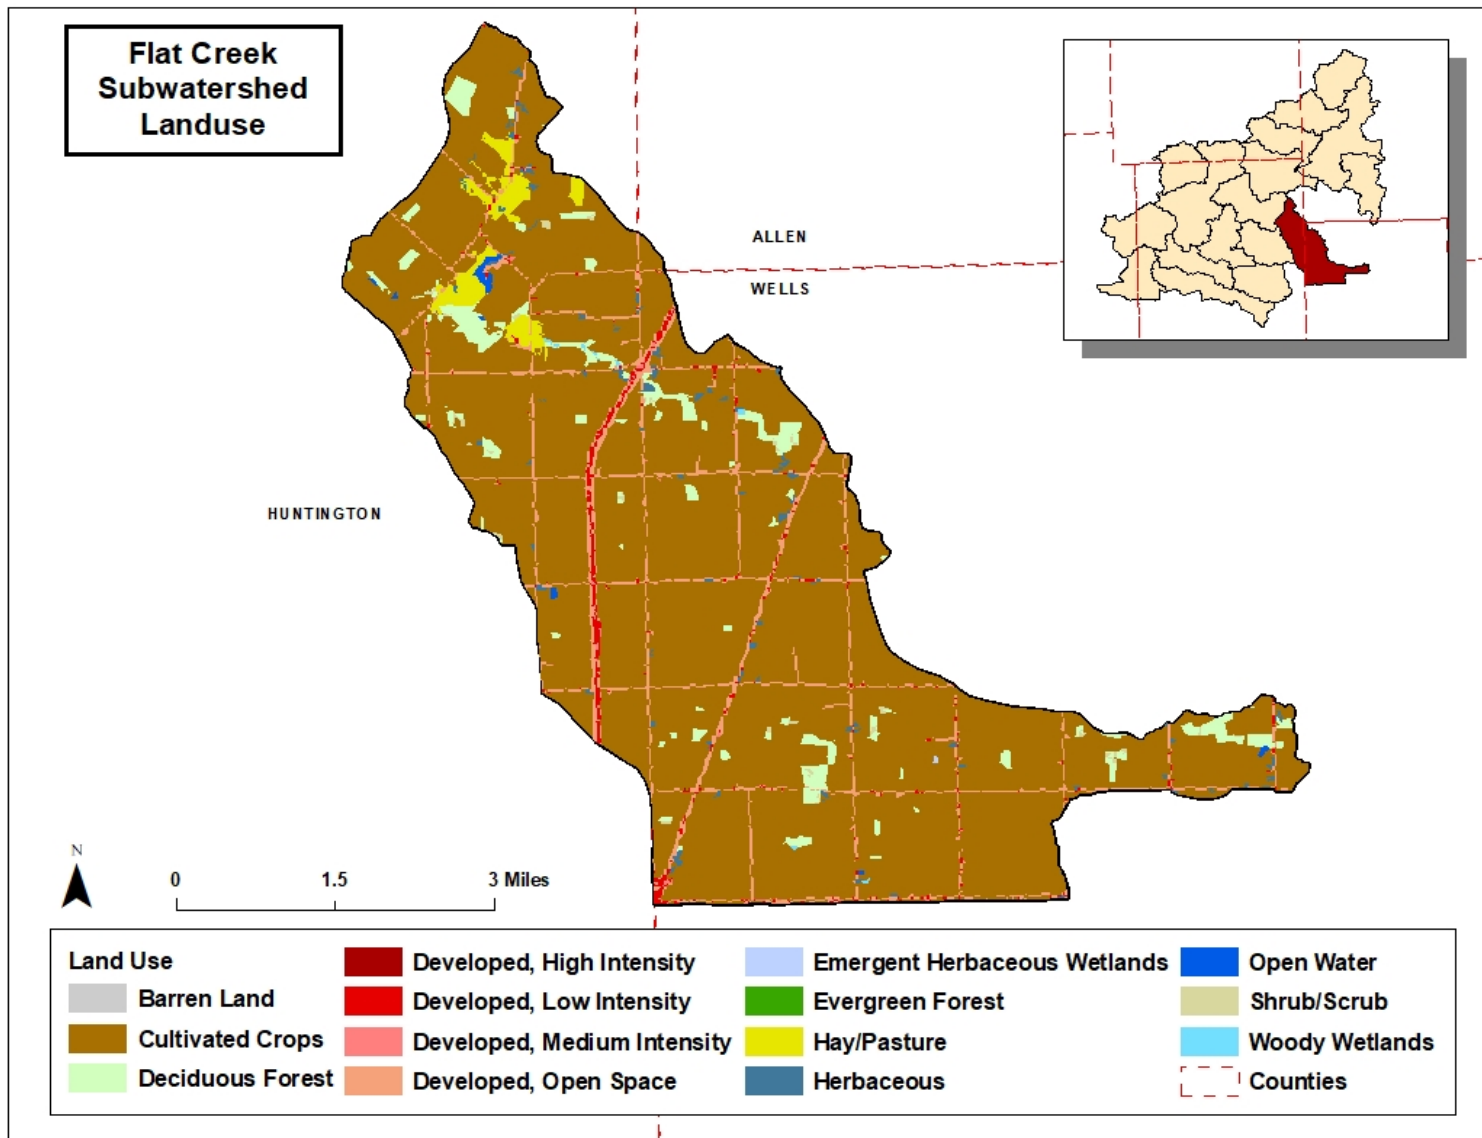 Flat Creek
Subwatershed
Landuse
ALLEN
WELLS
HUNTINGTON
N
0 1.5 3 Miles
Land Use
Barren Land
Cultivated Crops
Deciduous Forest
Developed, High Intensity
Developed, Low Intensity
Developed, Medium Intensity
Developed, Open Space
Emergent Herbaceous Wetlands
Evergreen Forest
Hay/Pasture
Herbaceous
Open Water
Shrub/Scrub
Woody Wetlands
Counties